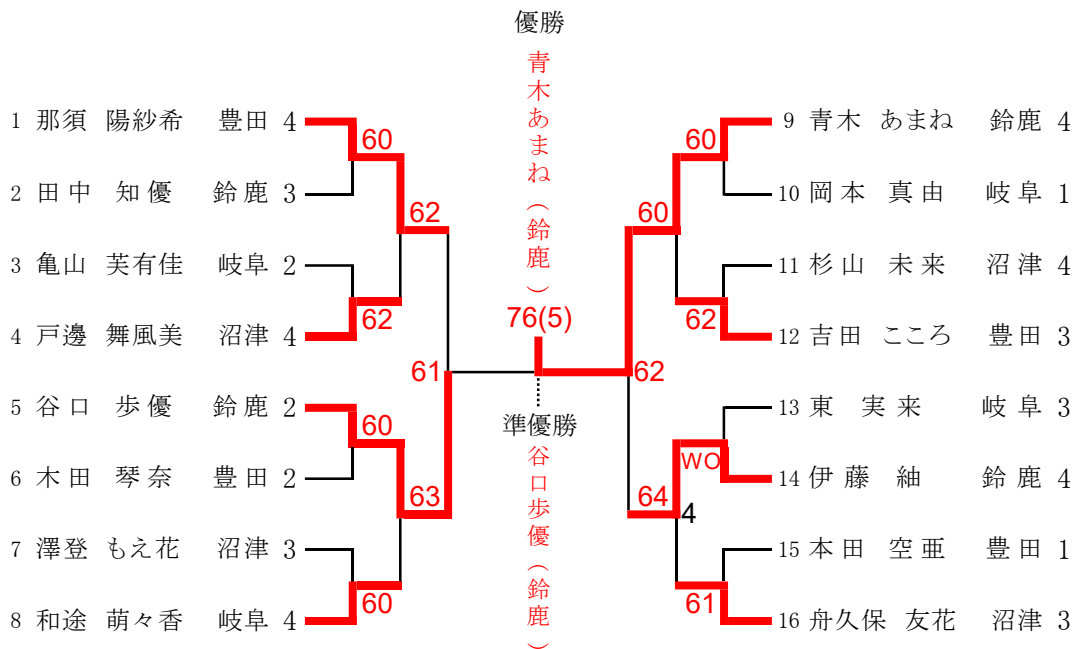 優勝
青木あまね（鈴鹿）
1 那須 陽紗希 豊田 4
2 田中 知優 鈴鹿 3
3 亀山 芙有佳 岐阜 2
4 戸邊 舞風美 沼津 4
5 谷口 歩優 鈴鹿 2
6 木田 琴奈 豊田 2
7 澤登 もえ花 沼津 3
8 和途 萌々香 岐阜 4
60
62
62
61
60
63
60
76(5)
準優勝
谷口歩優（鈴鹿）
60
60
62
62
WO
64
4
61
9 青木 あまね 鈴鹿 4
10 岡本 真由 岐阜 1
11 杉山 未来 沼津 4
12 吉田 こころ 豊田 3
13 東 実来 岐阜 3
14 伊藤 紬 鈴鹿 4
15 本田 空亜 豊田 1
16 舟久保 友花 沼津 3